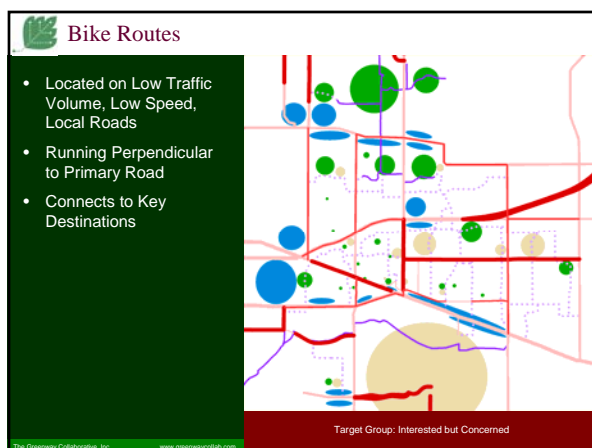 Bike Routes
• Located on Low Traffic
Volume, Low Speed,
Local Roads
• Running Perpendicular
to Primary Road
• Connects to Key
Destinations
Target Group: Interested but Concerned
The Greenway Collaborative, Inc. www.greenwaycollab.com